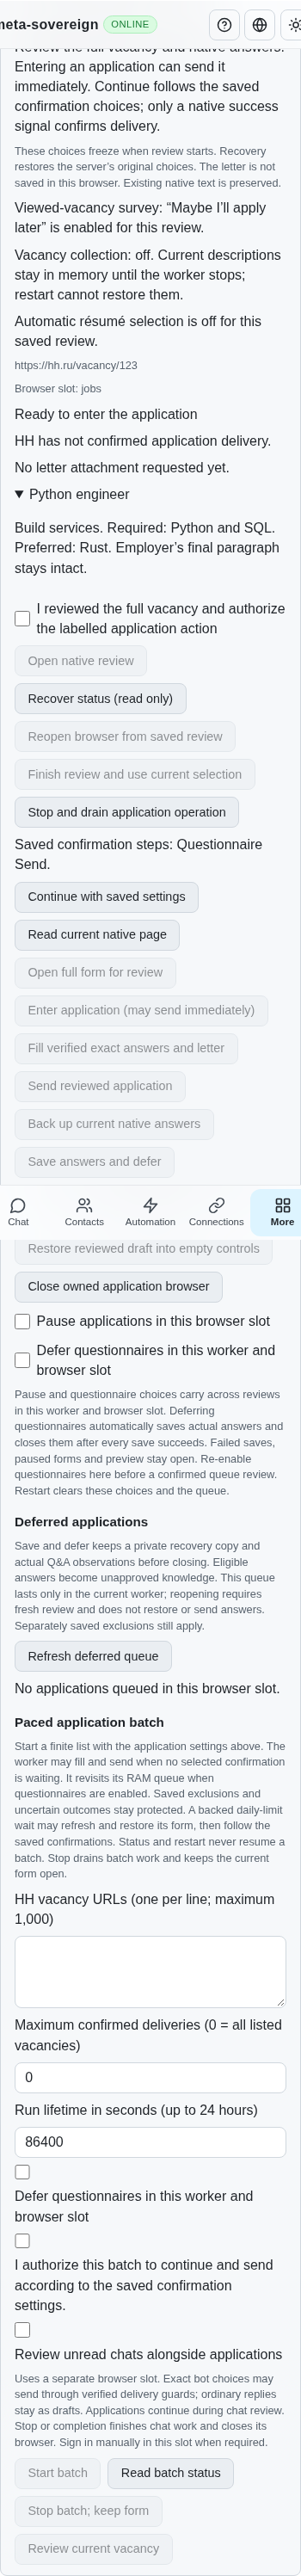 meta-sovereign ONLINE
Review the full vacancy and native answers.
Entering an application can send it
immediately. Continue follows the saved
confirmation choices; only a native success
signal confirms delivery.
These choices freeze when review starts. Recovery
restores the server’s original choices. The letter is not
saved in this browser. Existing native text is preserved.
Viewed-vacancy survey: “Maybe I’ll apply
later” is enabled for this review.
Vacancy collection: off. Current descriptions
stay in memory until the worker stops;
restart cannot restore them.
Automatic résumé selection is off for this
saved review.
https://hh.ru/vacancy/123
Browser slot: jobs
Ready to enter the application
HH has not confirmed application delivery.
No letter attachment requested yet.
▼ Python engineer
Build services. Required: Python and SQL.
Preferred: Rust. Employer’s final paragraph
stays intact.
I reviewed the full vacancy and authorize
the labelled application action
Open native review
Recover status (read only)
Reopen browser from saved review
Finish review and use current selection
Stop and drain application operation
Saved confirmation steps: Questionnaire
Send.
Continue with saved settings
Read current native page
Open full form for review
Enter application (may send immediately)
Fill verified exact answers and letter
Send reviewed application
Back up current native answers
Save answers and defer
Chat Contacts Automation Connections More
Restore reviewed draft into empty controls
Close owned application browser
Pause applications in this browser slot
Defer questionnaires in this worker and
browser slot
Pause and questionnaire choices carry across reviews
in this worker and browser slot. Deferring
questionnaires automatically saves actual answers and
closes them after every save succeeds. Failed saves,
paused forms and preview stay open. Re-enable
questionnaires here before a confirmed queue review.
Restart clears these choices and the queue.
Deferred applications
Save and defer keeps a private recovery copy and
actual Q&A observations before closing. Eligible
answers become unapproved knowledge. This queue
lasts only in the current worker; reopening requires
fresh review and does not restore or send answers.
Separately saved exclusions still apply.
Refresh deferred queue
No applications queued in this browser slot.
Paced application batch
Start a finite list with the application settings above. The
worker may fill and send when no selected confirmation
is waiting. It revisits its RAM queue when
questionnaires are enabled. Saved exclusions and
uncertain outcomes stay protected. A backed daily-limit
wait may refresh and restore its form, then follow the
saved confirmations. Status and restart never resume a
batch. Stop drains batch work and keeps the current
form open.
HH vacancy URLs (one per line; maximum
1,000)
Maximum confirmed deliveries (0 = all listed
vacancies)
0
Run lifetime in seconds (up to 24 hours)
86400
Defer questionnaires in this worker and
browser slot
I authorize this batch to continue and send
according to the saved confirmation
settings.
Review unread chats alongside applications
Uses a separate browser slot. Exact bot choices may
send through verified delivery guards; ordinary replies
stay as drafts. Applications continue during chat review.
Stop or completion finishes chat work and closes its
browser. Sign in manually in this slot when required.
Start batch Read batch status
Stop batch; keep form
Review current vacancy